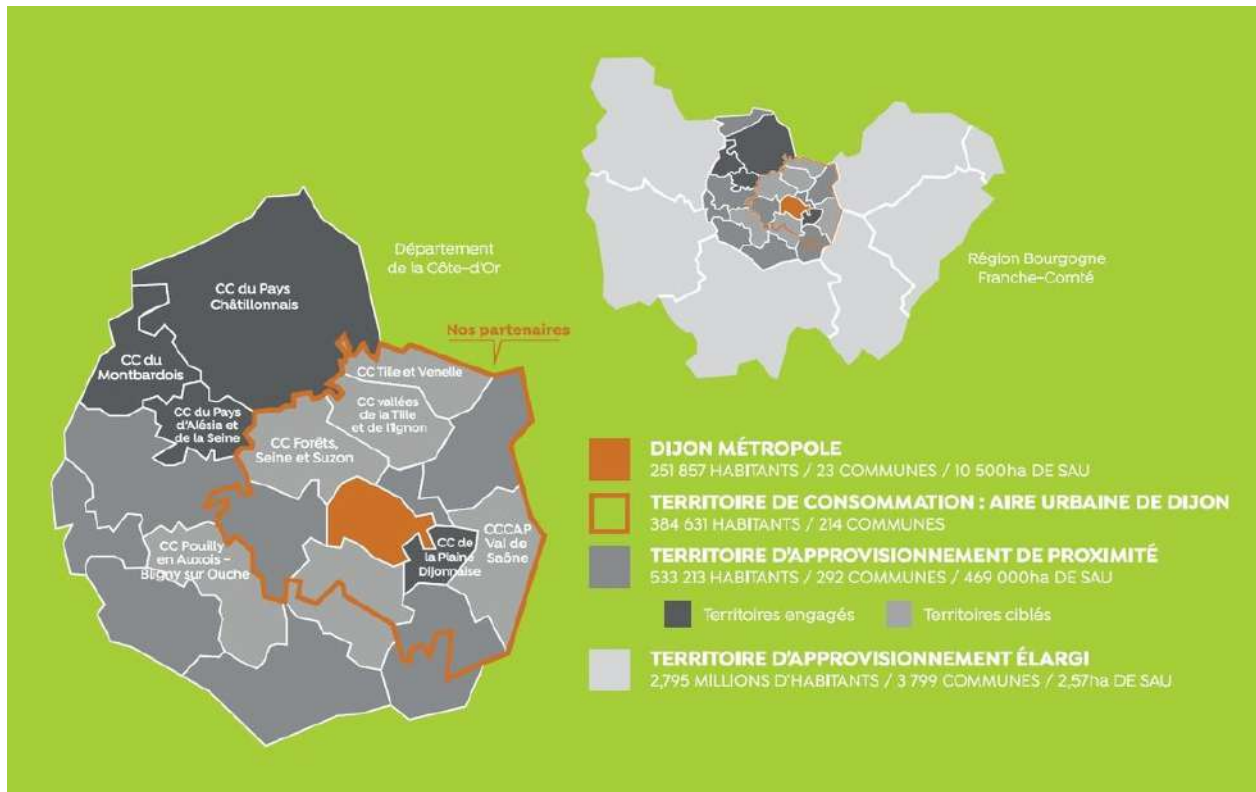 Département
de la Côte-d'Or
CC du Pays
Châtillonnais
Nos partenaires
CC du
Montbardois
CC Tille et Venelle
CC vallées
de la Tille
et de l'Ignon
CC du Pays
d'Alésia et
de la Seine
CC Forêts,
Seine et Suzon
CCCAP
Val de
Saône
CC de
la Plaine
Dijonnaise
CC Pouilly
en Auxois -
Bligny sur Ouche
Région Bourgogne
Franche-Comté
DIJON MÉTROPOLE
251 857 HABITANTS / 23 COMMUNES / 10 500ha DE SAU
TERRITOIRE DE CONSOMMATION : AIRE URBAINE DE DIJON
384 631 HABITANTS / 214 COMMUNES
TERRITOIRE D'APPROVISIONNEMENT DE PROXIMITÉ
533 213 HABITANTS / 292 COMMUNES / 469 000ha DE SAU
Territoires engagés
Territoires ciblés
TERRITOIRE D'APPROVISIONNEMENT ÉLARGI
2,795 MILLIONS D'HABITANTS / 3 799 COMMUNES / 2,57ha DE SAU